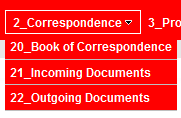 2_Correspondence 3_Pro
20_Book of Correspondence
21_Incoming Documents
22_Outgoing Documents